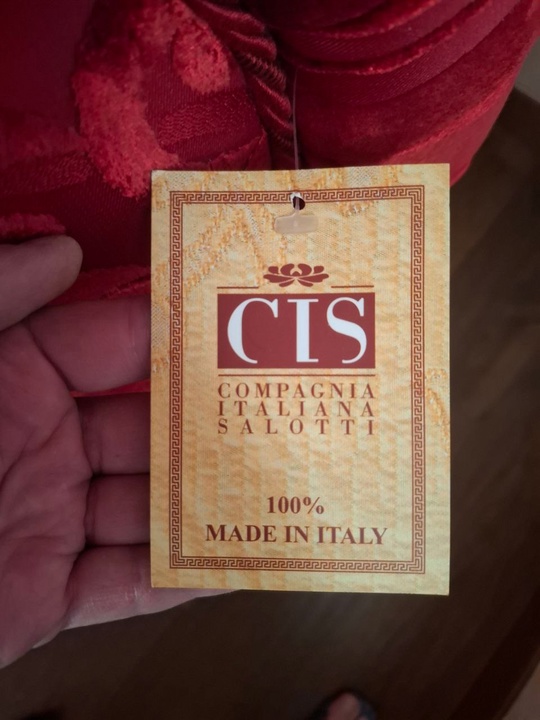 CIS
COMPAGNIA
ITALIANA
SALOTTI
100%
MADE IN ITALY